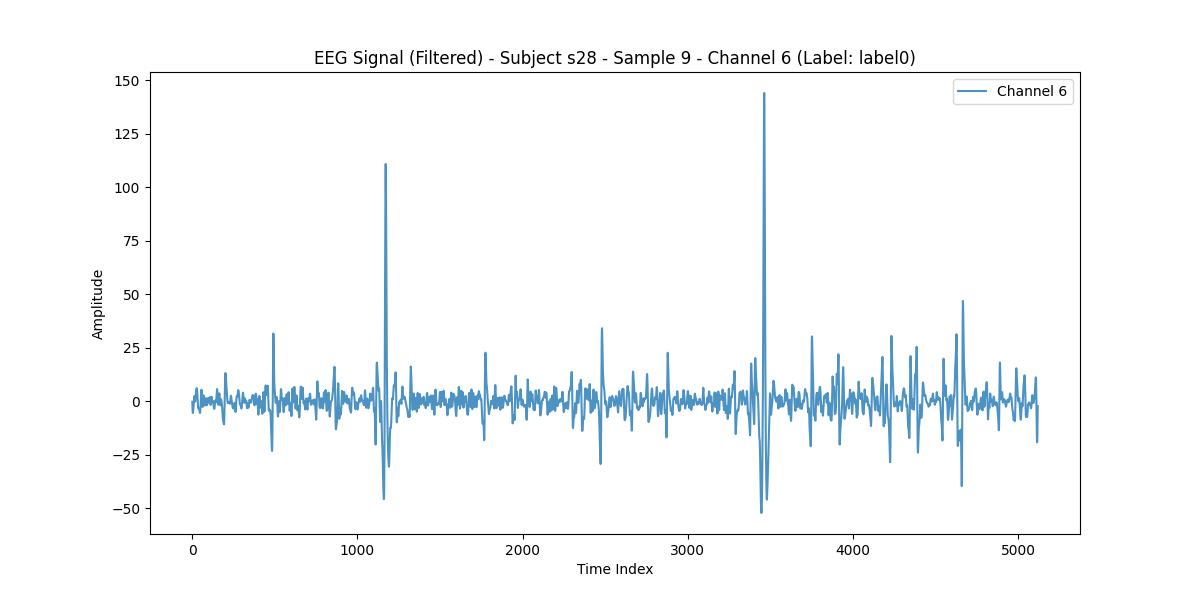 EEG Signal (Filtered) - Subject s28 - Sample 9 - Channel 6 (Label: label0)
Channel 6
150
125
100
75
50
25
0
−25
−50
Amplitude
0 1000 2000 3000 4000 5000
Time Index